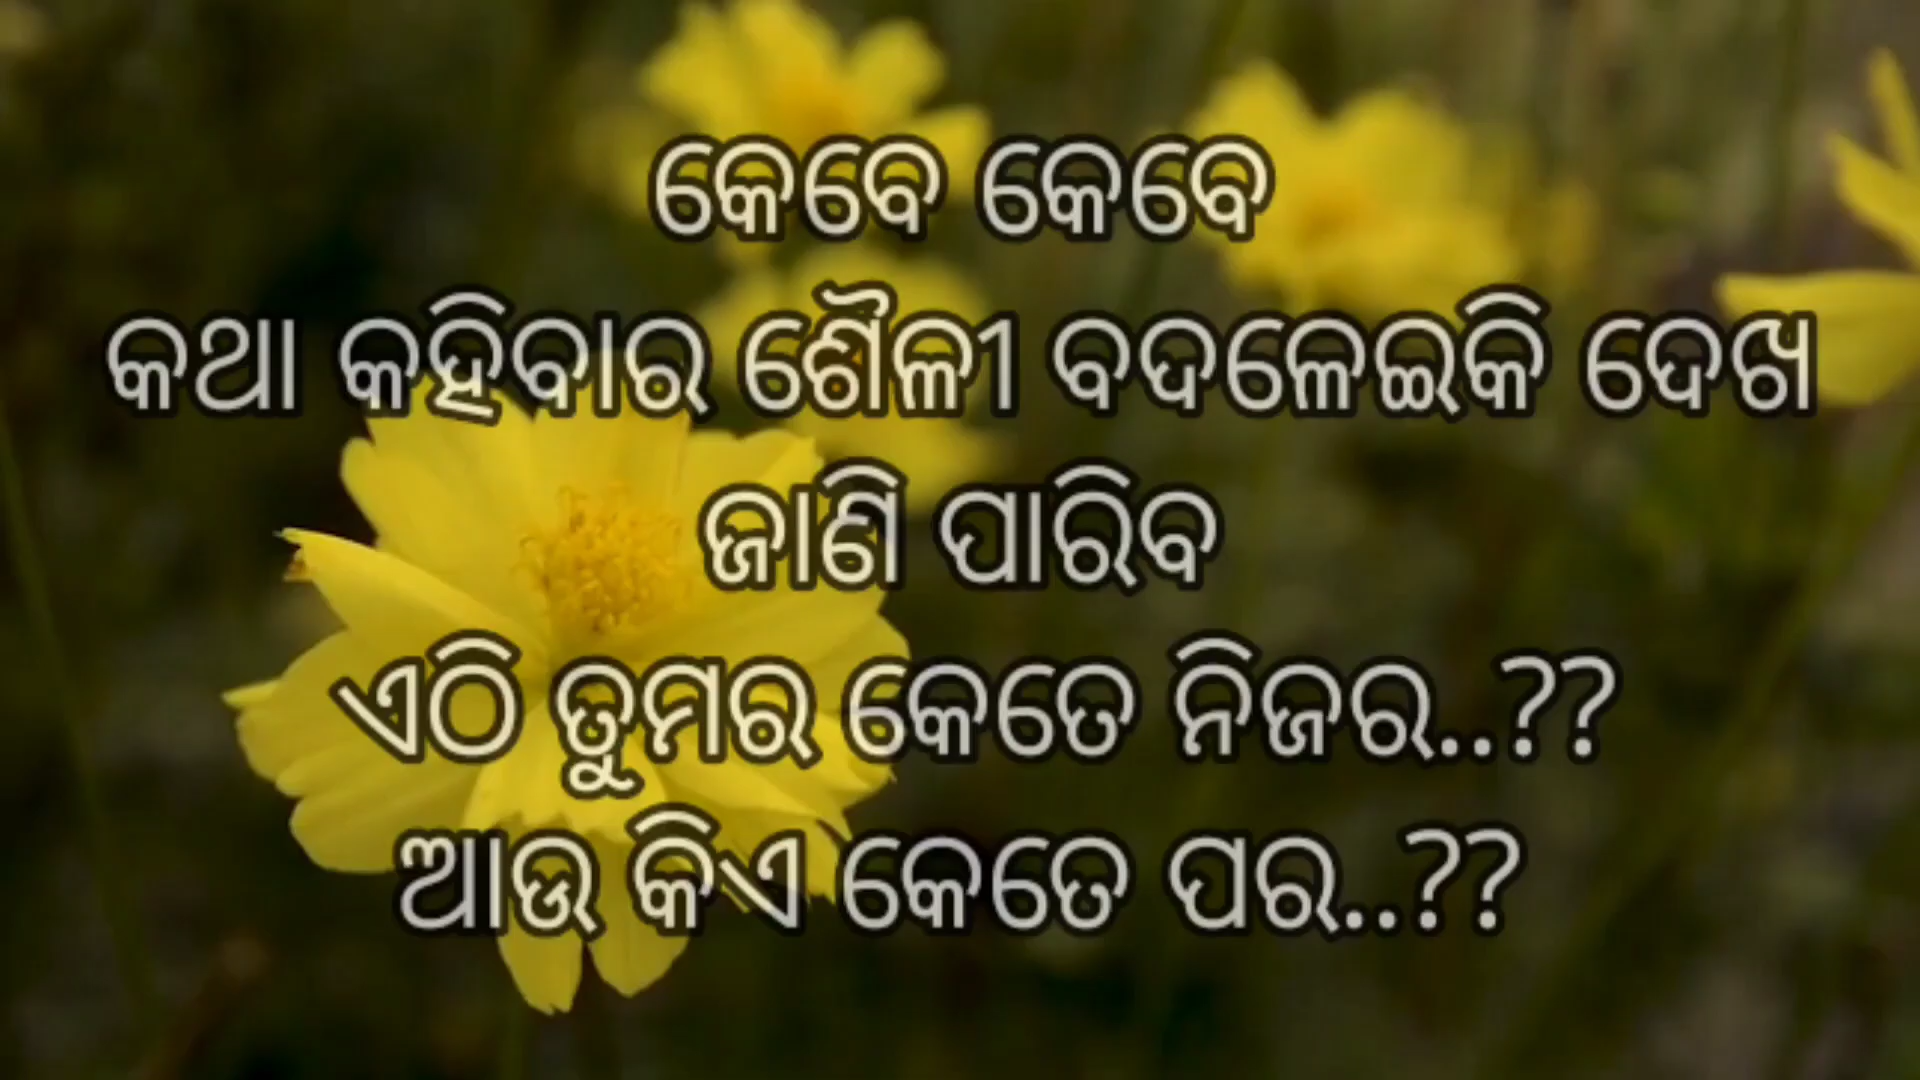 କେବେ କେବେ
କଥା କହିବାର ଶୈଳୀ ବଦଳେଇକି ଦେଖ
ଜାଣି ପାରିବ
ଏଠି ତୁମର କେତେ ନିଜର..??
ଆଉ କିଏ କେତେ ପର..??